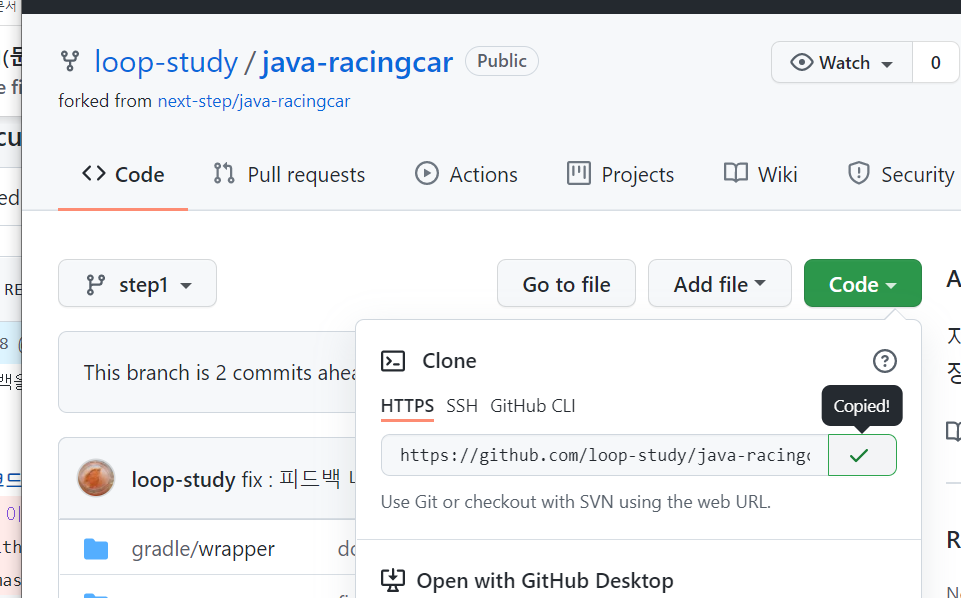 loop-study / java-racingcar Public
Watch 0
forked from next-step/java-racingcar
Code Pull requests Actions Projects Wiki Security
step1 Go to file Add file Code
This branch is 2 commits
Clone
HTTPS SSH GitHub CLI
Copied!
https://github.com/loop-study/java-racing
Use Git or checkout with SVN using the web URL.
loop-study fix : 피드백
gradle/wrapper
Open with GitHub Desktop